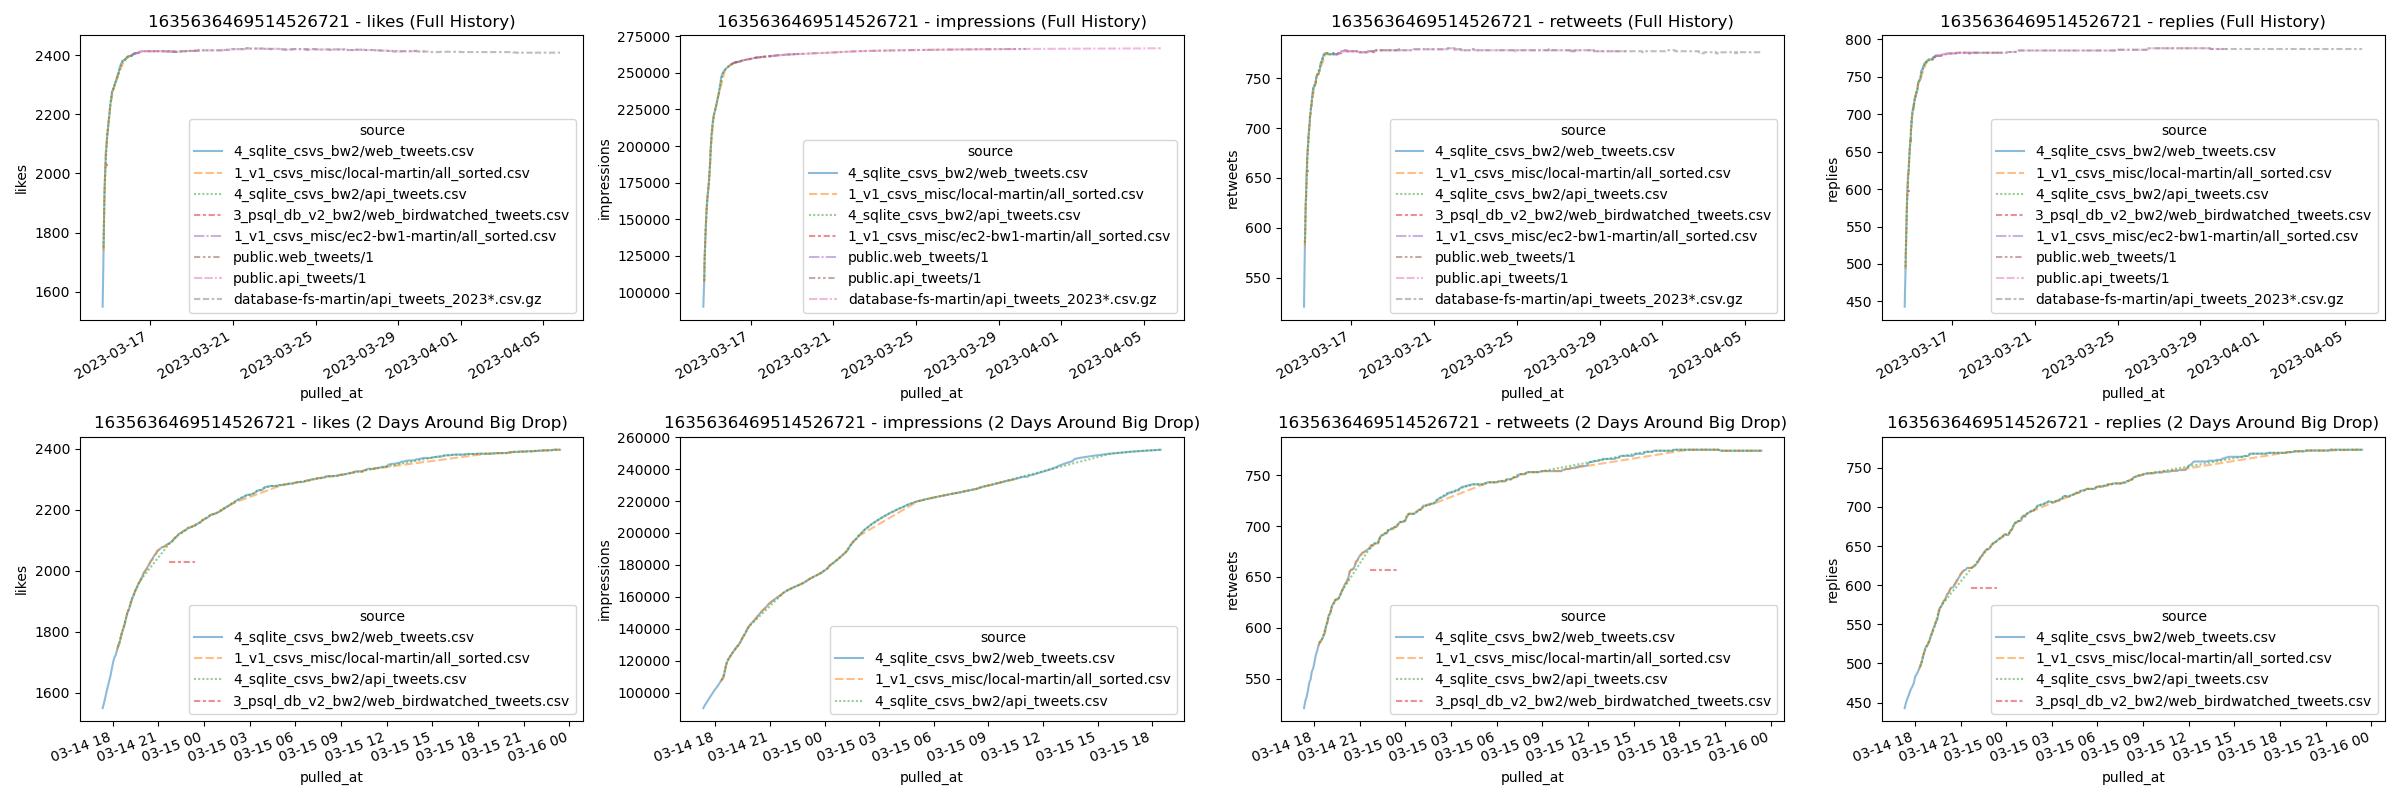 1635636469514526721 - likes (Full History)
2400
2200
2000
1800
1600
likes
source
4_sqlite_csvs_bw2/web_tweets.csv
1_v1_csvs_misc/local-martin/all_sorted.csv
4_sqlite_csvs_bw2/api_tweets.csv
3_psql_db_v2_bw2/web_birdwatched_tweets.csv
1_v1_csvs_misc/ec2-bw1-martin/all_sorted.csv
public.web_tweets/1
public.api_tweets/1
database-fs-martin/api_tweets_2023*.csv.gz
2023-03-17
2023-03-21
2023-03-25
2023-03-29
2023-04-01
2023-04-05
pulled_at
1635636469514526721 - impressions (Full History)
275000
250000
225000
200000
175000
150000
125000
100000
impressions
source
4_sqlite_csvs_bw2/web_tweets.csv
1_v1_csvs_misc/local-martin/all_sorted.csv
4_sqlite_csvs_bw2/api_tweets.csv
1_v1_csvs_misc/ec2-bw1-martin/all_sorted.csv
public.web_tweets/1
public.api_tweets/1
database-fs-martin/api_tweets_2023*.csv.gz
2023-03-17
2023-03-21
2023-03-25
2023-03-29
2023-04-01
2023-04-05
pulled_at
1635636469514526721 - retweets (Full History)
750
700
650
600
550
retweets
source
4_sqlite_csvs_bw2/web_tweets.csv
1_v1_csvs_misc/local-martin/all_sorted.csv
4_sqlite_csvs_bw2/api_tweets.csv
3_psql_db_v2_bw2/web_birdwatched_tweets.csv
1_v1_csvs_misc/ec2-bw1-martin/all_sorted.csv
public.web_tweets/1
public.api_tweets/1
database-fs-martin/api_tweets_2023*.csv.gz
2023-03-17
2023-03-21
2023-03-25
2023-03-29
2023-04-01
2023-04-05
pulled_at
1635636469514526721 - replies (Full History)
800
750
700
650
600
550
500
450
replies
source
4_sqlite_csvs_bw2/web_tweets.csv
1_v1_csvs_misc/local-martin/all_sorted.csv
4_sqlite_csvs_bw2/api_tweets.csv
3_psql_db_v2_bw2/web_birdwatched_tweets.csv
1_v1_csvs_misc/ec2-bw1-martin/all_sorted.csv
public.web_tweets/1
public.api_tweets/1
database-fs-martin/api_tweets_2023*.csv.gz
2023-03-17
2023-03-21
2023-03-25
2023-03-29
2023-04-01
2023-04-05
pulled_at
1635636469514526721 - likes (2 Days Around Big Drop)
2400
2200
2000
1800
1600
likes
source
4_sqlite_csvs_bw2/web_tweets.csv
1_v1_csvs_misc/local-martin/all_sorted.csv
4_sqlite_csvs_bw2/api_tweets.csv
3_psql_db_v2_bw2/web_birdwatched_tweets.csv
03-14 18
03-14 21
03-15 00
03-15 03
03-15 06
03-15 09
03-15 12
03-15 15
03-15 18
03-15 21
03-16 00
pulled_at
1635636469514526721 - impressions (2 Days Around Big Drop)
260000
240000
220000
200000
180000
160000
140000
120000
100000
impressions
source
4_sqlite_csvs_bw2/web_tweets.csv
1_v1_csvs_misc/local-martin/all_sorted.csv
4_sqlite_csvs_bw2/api_tweets.csv
03-14 18
03-14 21
03-15 00
03-15 03
03-15 06
03-15 09
03-15 12
03-15 15
03-15 18
pulled_at
1635636469514526721 - retweets (2 Days Around Big Drop)
750
700
650
600
550
retweets
source
4_sqlite_csvs_bw2/web_tweets.csv
1_v1_csvs_misc/local-martin/all_sorted.csv
4_sqlite_csvs_bw2/api_tweets.csv
3_psql_db_v2_bw2/web_birdwatched_tweets.csv
03-14 18
03-14 21
03-15 00
03-15 03
03-15 06
03-15 09
03-15 12
03-15 15
03-15 18
03-15 21
03-16 00
pulled_at
1635636469514526721 - replies (2 Days Around Big Drop)
750
700
650
600
550
500
450
replies
source
4_sqlite_csvs_bw2/web_tweets.csv
1_v1_csvs_misc/local-martin/all_sorted.csv
4_sqlite_csvs_bw2/api_tweets.csv
3_psql_db_v2_bw2/web_birdwatched_tweets.csv
03-14 18
03-14 21
03-15 00
03-15 03
03-15 06
03-15 09
03-15 12
03-15 15
03-15 18
03-15 21
03-16 00
pulled_at